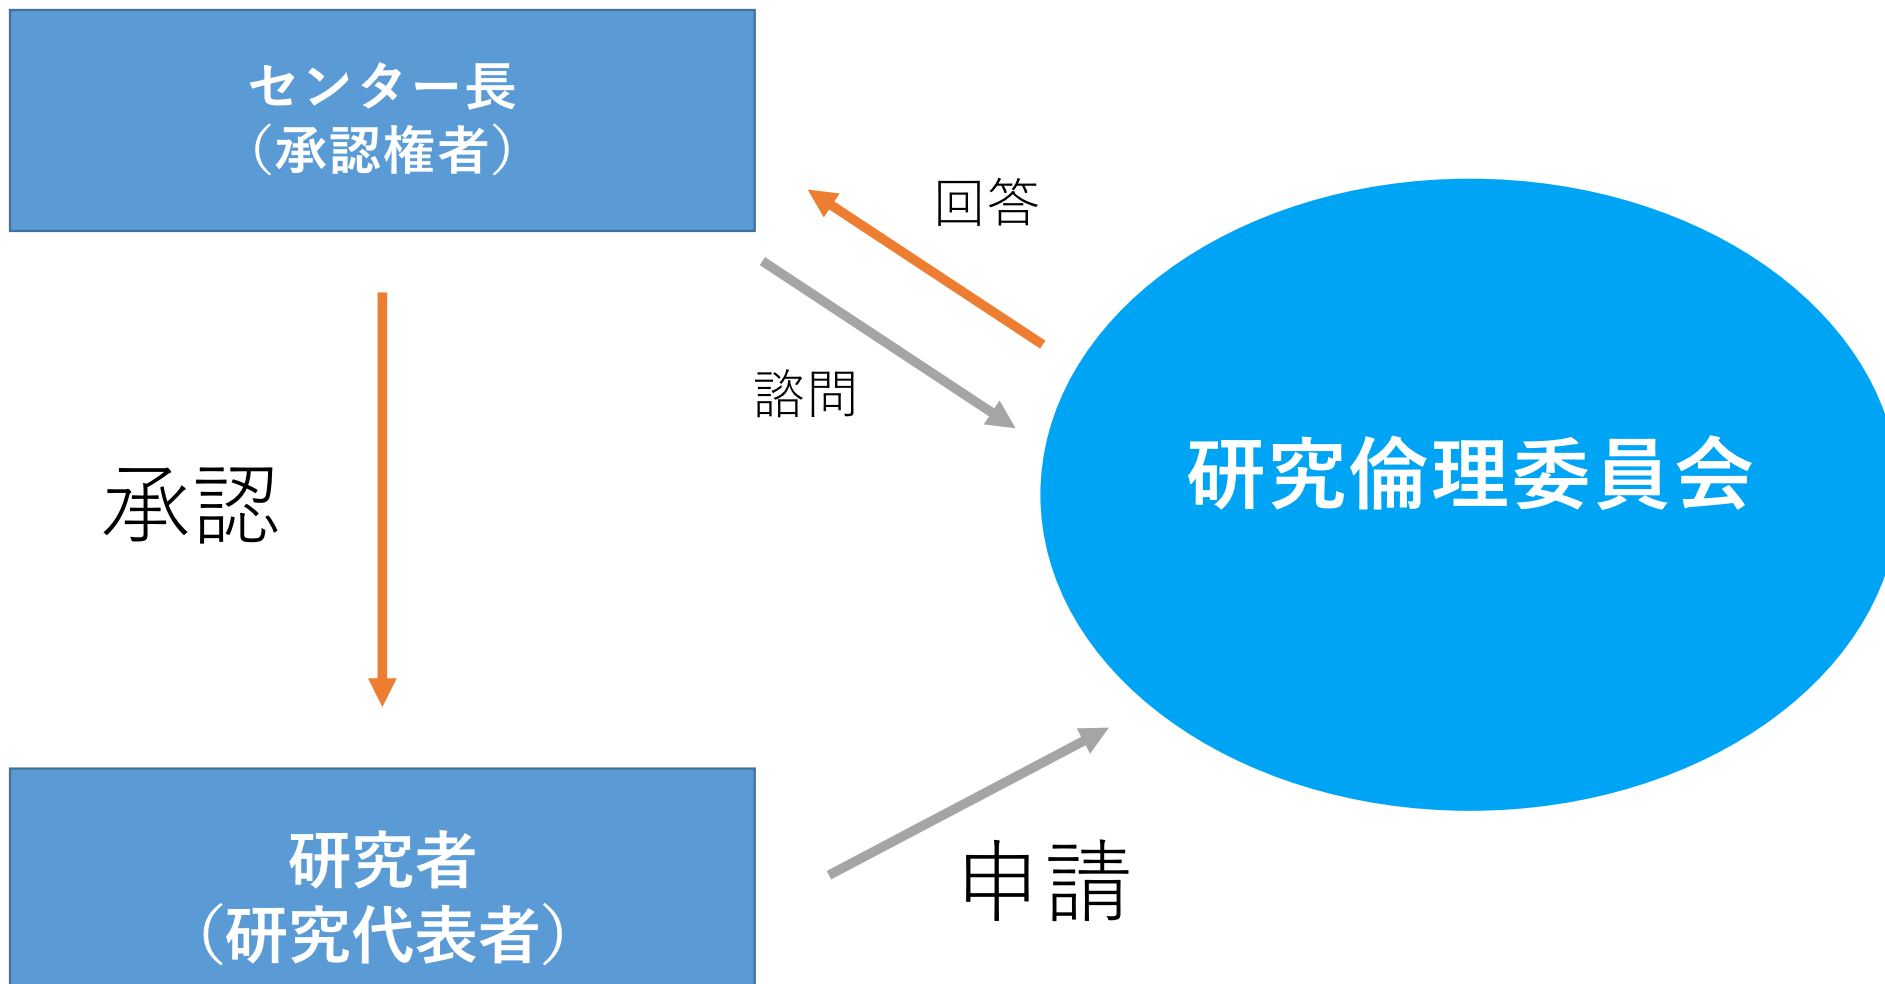 センター長
（承認権者）
回答
諮問
承認
研究倫理委員会
研究者
（研究代表者）
申請